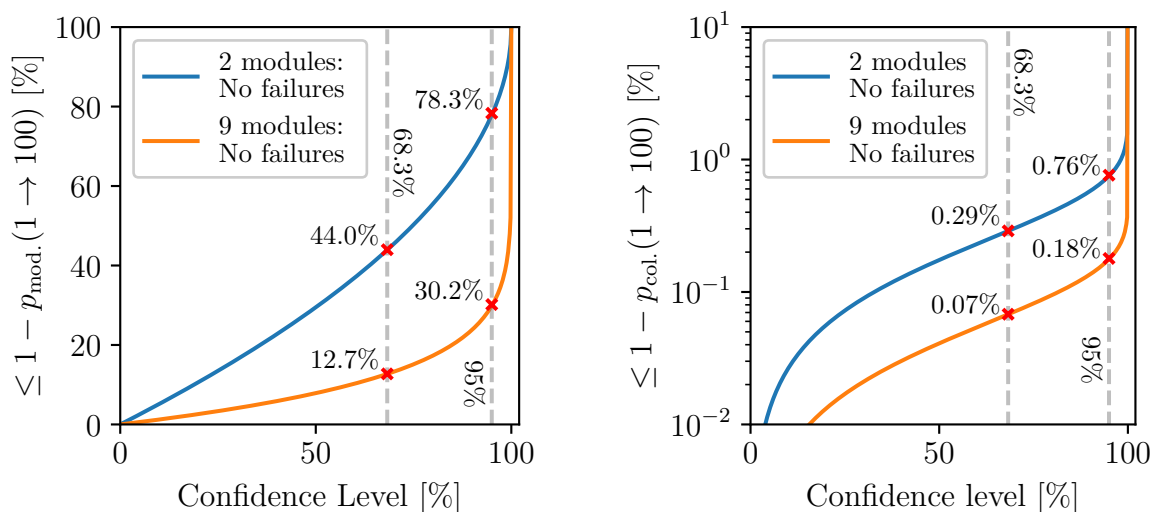 ≤ 1 − p_mod.(1 → 100) [%]
100
80
60
40
20
0
2 modules:
No failures
9 modules:
No failures
78.3%
68.3%
44.0%
30.2%
12.7%
95%
0
50
100
Confidence Level [%]
≤ 1 − p_col.(1 → 100) [%]
10^1
10^0
10^−1
10^−2
2 modules
No failures
9 modules
No failures
68.3%
0.76%
0.29%
0.18%
0.07%
95%
0
50
100
Confidence level [%]